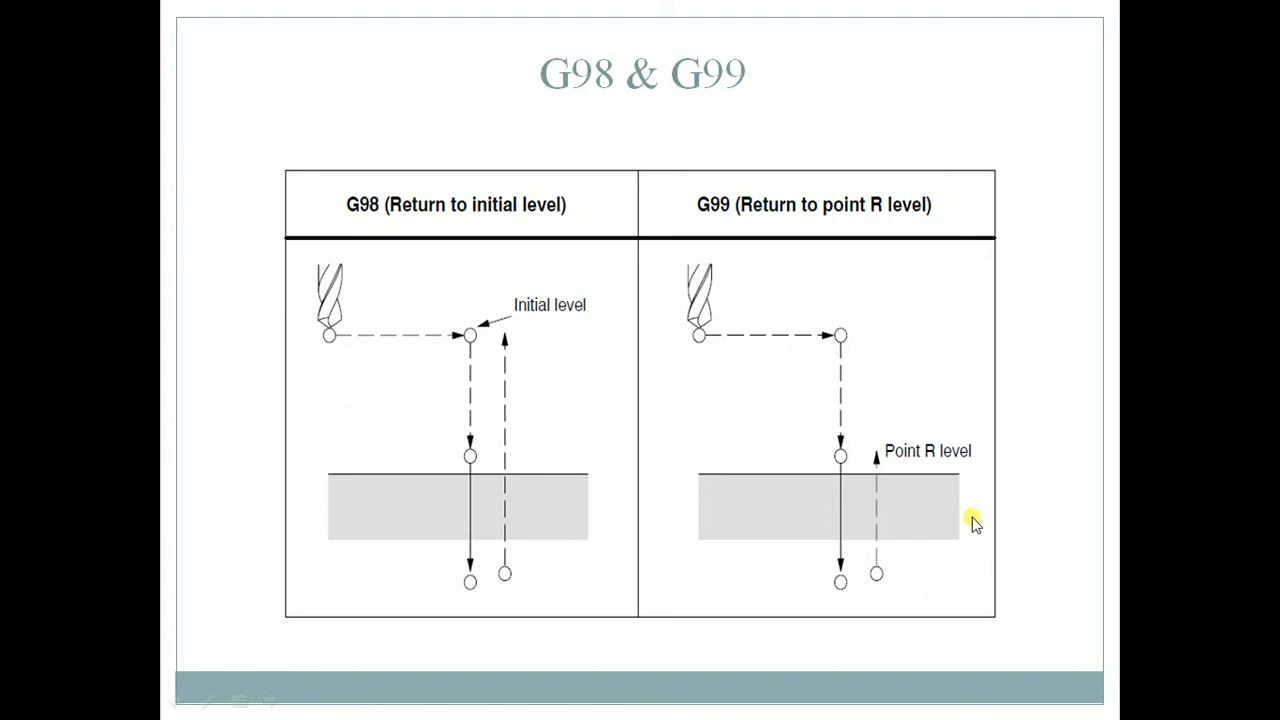 G98 & G99
G98 (Return to initial level)
G99 (Return to point R level)
Initial level
Point R level